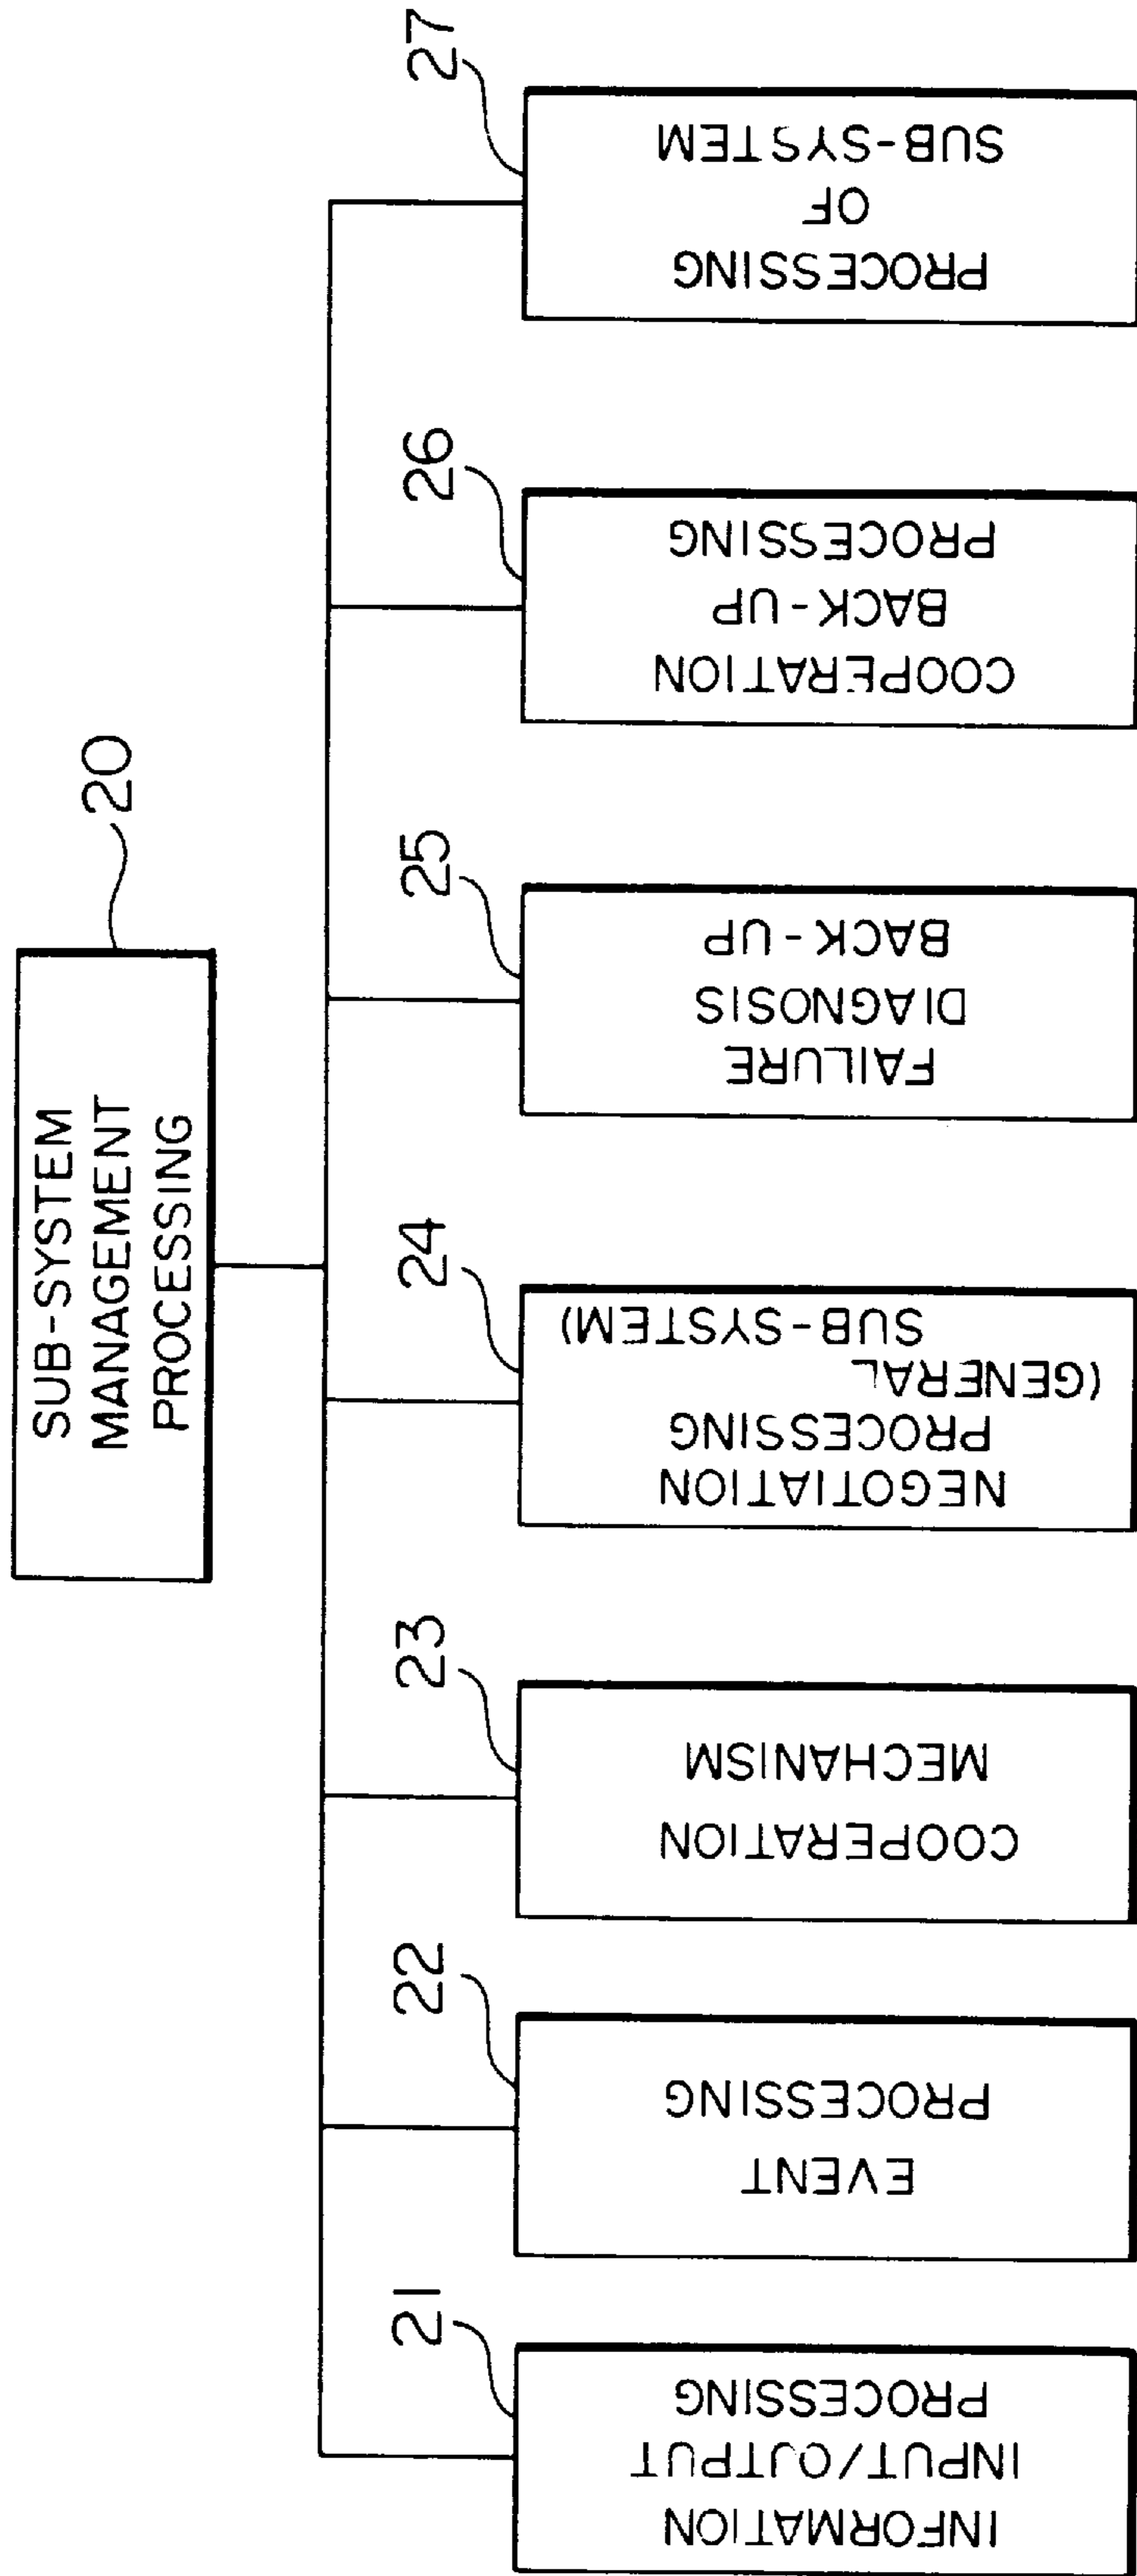 SUB-SYSTEM
MANAGEMENT
PROCESSING
20
21
INFORMATION
INPUT/OUTPUT
PROCESSING
22
EVENT
PROCESSING
23
COOPERATION
MECHANISM
24
NEGOTIATION
PROCESSING
(GENERAL
SUB-SYSTEM)
25
FAILURE
DIAGNOSIS
BACK-UP
26
COOPERATION
BACK-UP
PROCESSING
27
PROCESSING
OF
SUB-SYSTEM